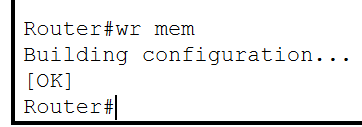 Router#wr mem
Building configuration...
[OK]
Router#